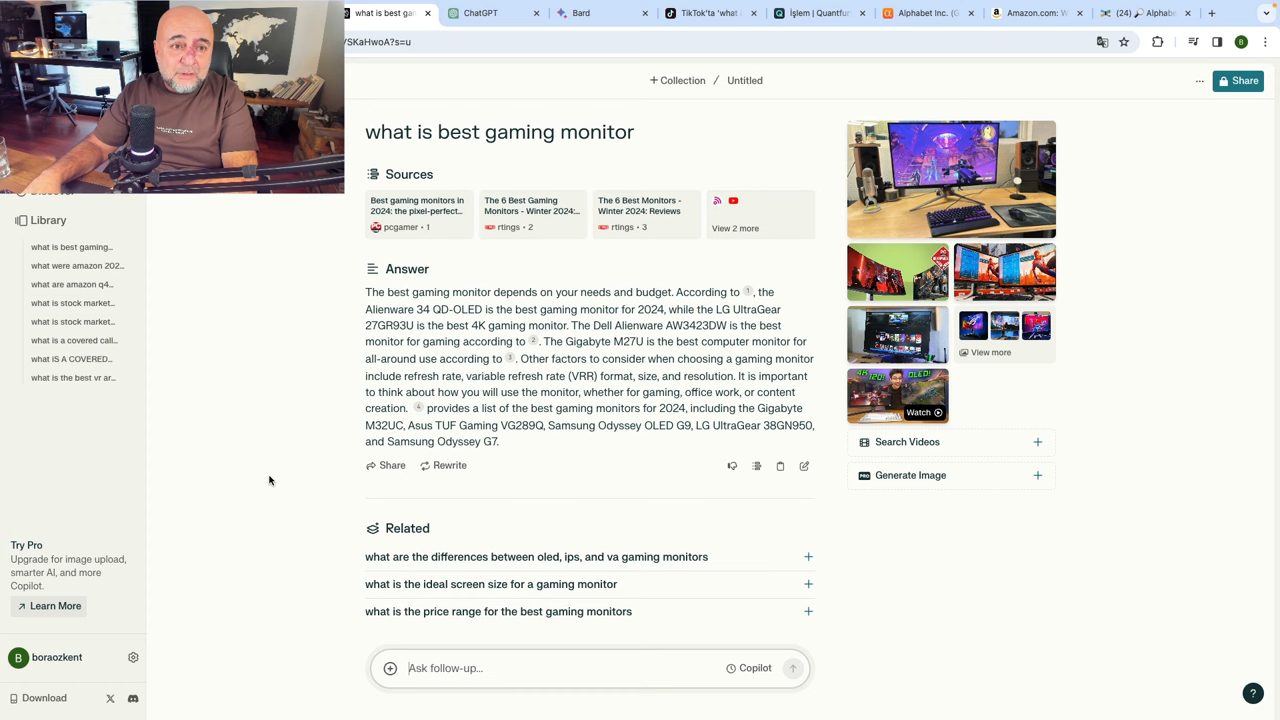 what is best gar
ChatGPT
Bard
TikTok'ta "whatc
İşlem | Quantfur
Alphabet Inc. (G
Amazon.com. Sp
(24) 🔎 Alphabe
/SKaHwoA?s=u
B
+ Collection / Untitled
Share
what is best gaming monitor
Sources
Best gaming monitors in
2024: the pixel-perfect...
pcgamer • 1
The 6 Best Gaming
Monitors - Winter 2024:...
rtings • 2
The 6 Best Monitors -
Winter 2024: Reviews
rtings • 3
View 2 more
Library
what is best gaming...
what were amazon 202...
what are amazon q4...
what is stock market...
what is stock market...
what is a covered call...
what IS A COVERED...
what is the best vr ar...
Answer
The best gaming monitor depends on your needs and budget. According to 1, the
Alienware 34 QD-OLED is the best gaming monitor for 2024, while the LG UltraGear
27GR93U is the best 4K gaming monitor. The Dell Alienware AW3423DW is the best
monitor for gaming according to 2. The Gigabyte M27U is the best computer monitor for
all-around use according to 3. Other factors to consider when choosing a gaming monitor
include refresh rate, variable refresh rate (VRR) format, size, and resolution. It is important
to think about how you will use the monitor, whether for gaming, office work, or content
creation. 4 provides a list of the best gaming monitors for 2024, including the Gigabyte
M32UC, Asus TUF Gaming VG289Q, Samsung Odyssey OLED G9, LG UltraGear 38GN950,
and Samsung Odyssey G7.
Share
Rewrite
View more
4K 120! OLED!
Watch
Search Videos
PRO Generate Image
Related
what are the differences between oled, ips, and va gaming monitors
what is the ideal screen size for a gaming monitor
what is the price range for the best gaming monitors
Ask follow-up...
Copilot
Try Pro
Upgrade for image upload,
smarter AI, and more
Copilot.
Learn More
B boraozkent
Download
?